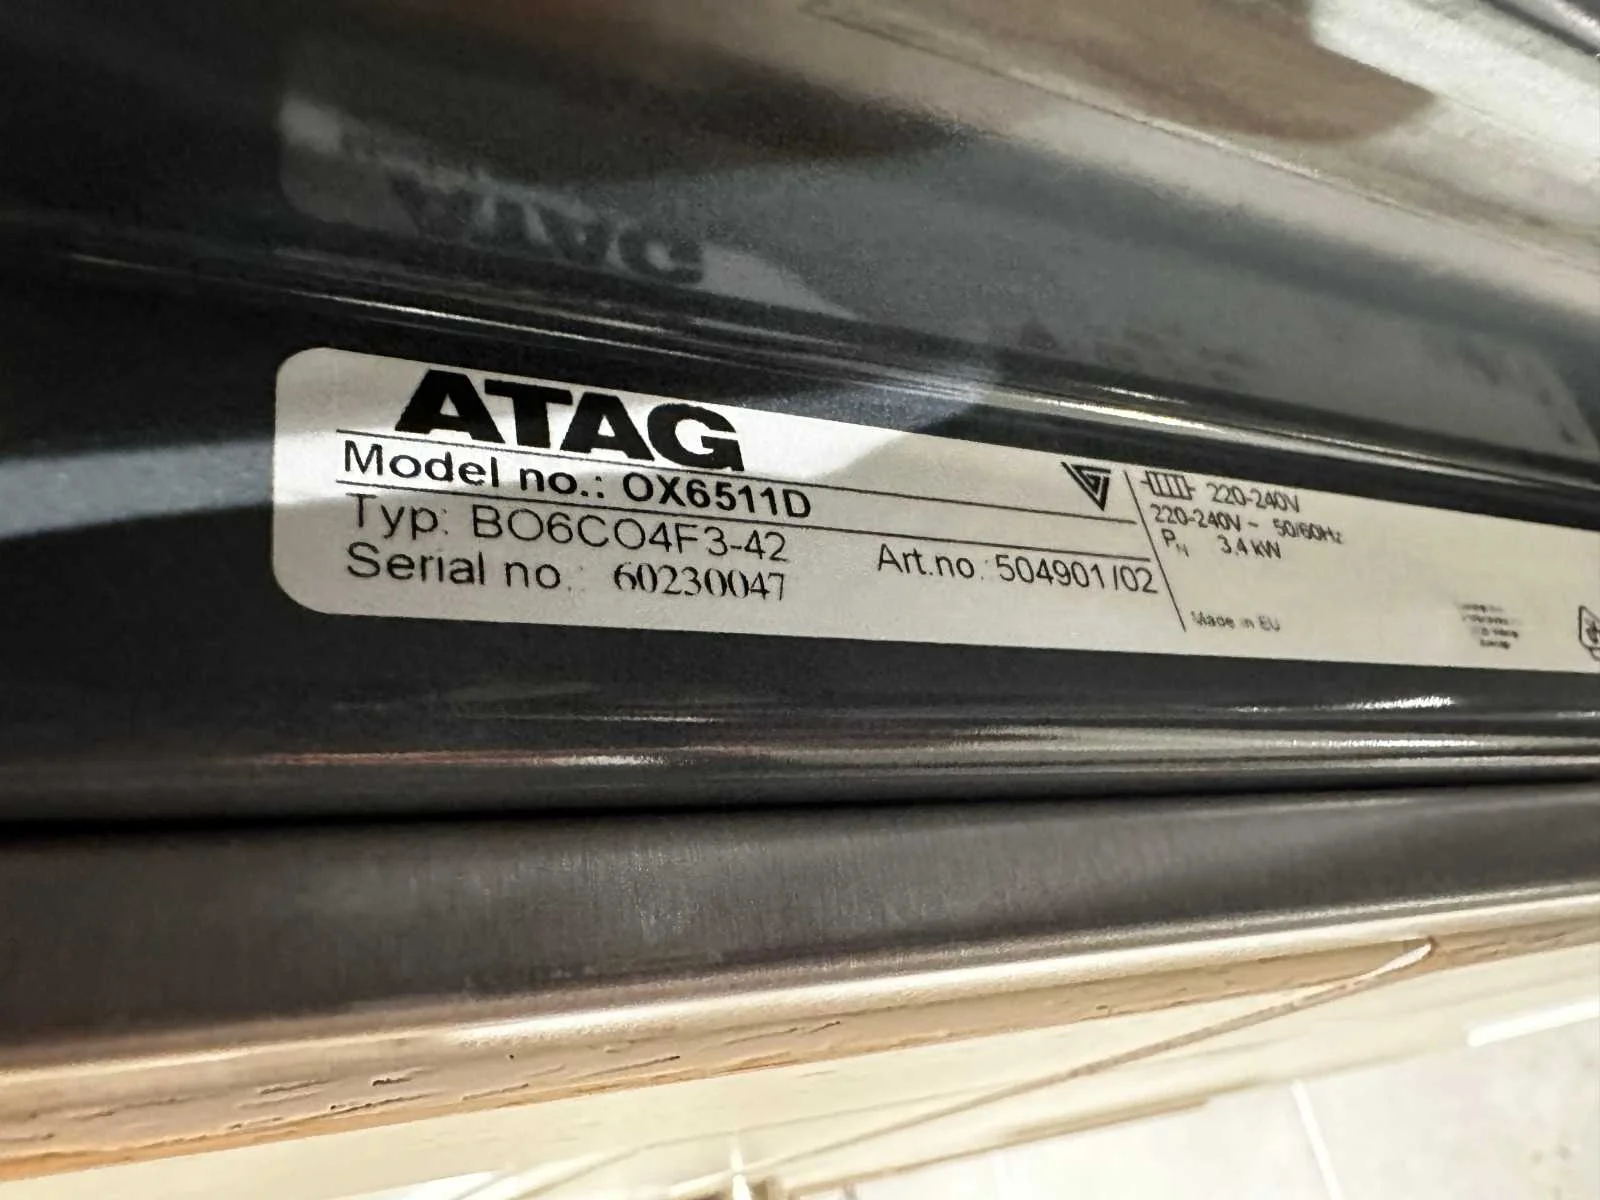 ATAG
Model no.: OX6511D
Typ: BO6CO4F3-42
Serial no.: 60230047
Art.no.: 504901/02
220-240V
220-240V ~ 50/60Hz
PN 3,4 kW
Made in EU